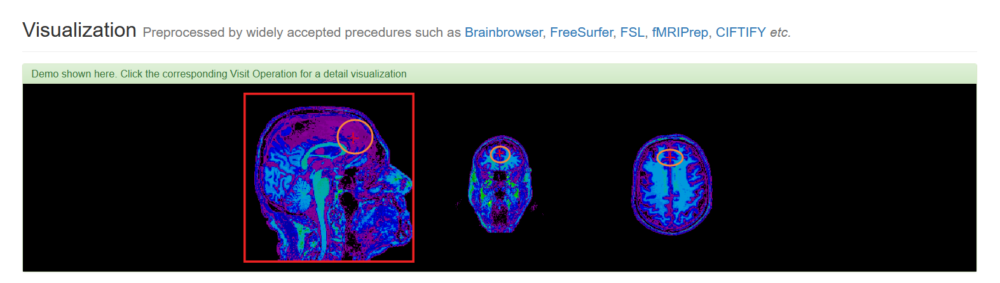 Visualization Preprocessed by widely accepted precedures such as Brainbrowser, FreeSurfer, FSL, fMRIPrep, CIFTIFY etc.
Demo shown here. Click the corresponding Visit Operation for a detail visualization